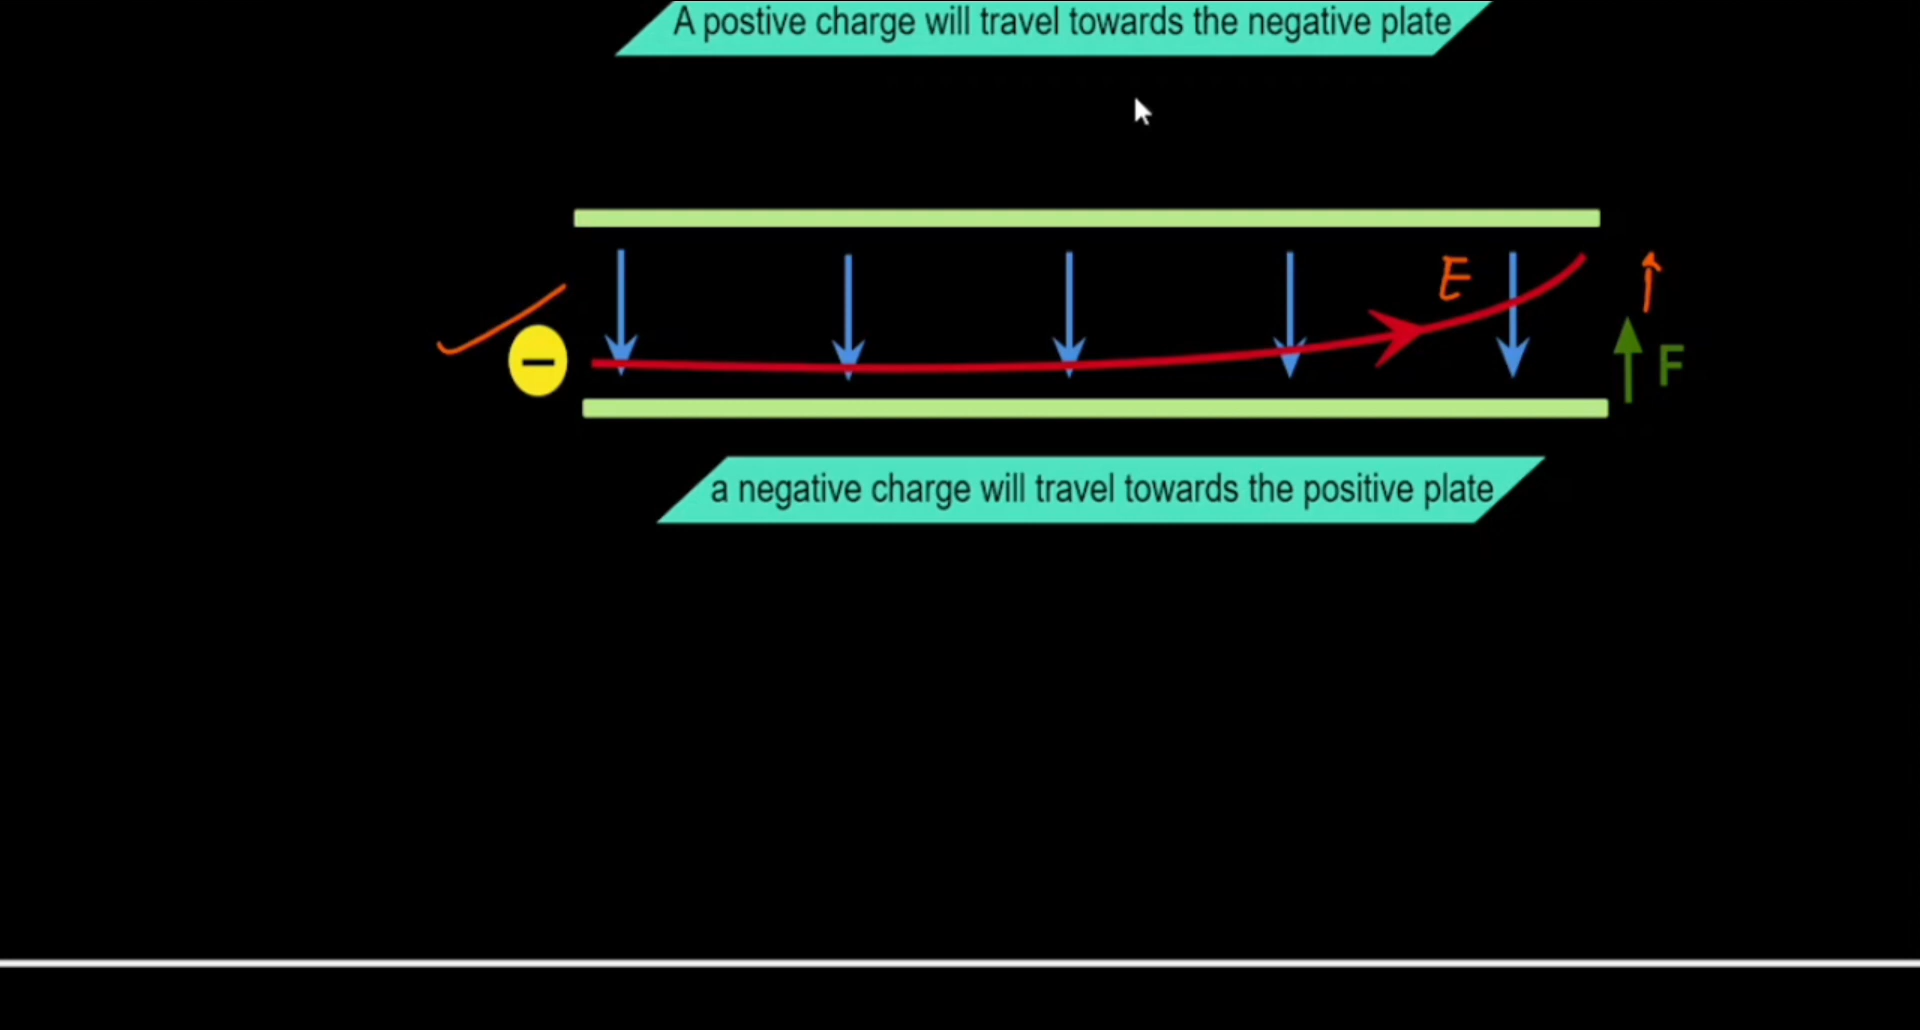 A postive charge will travel towards the negative plate
E
F
a negative charge will travel towards the positive plate